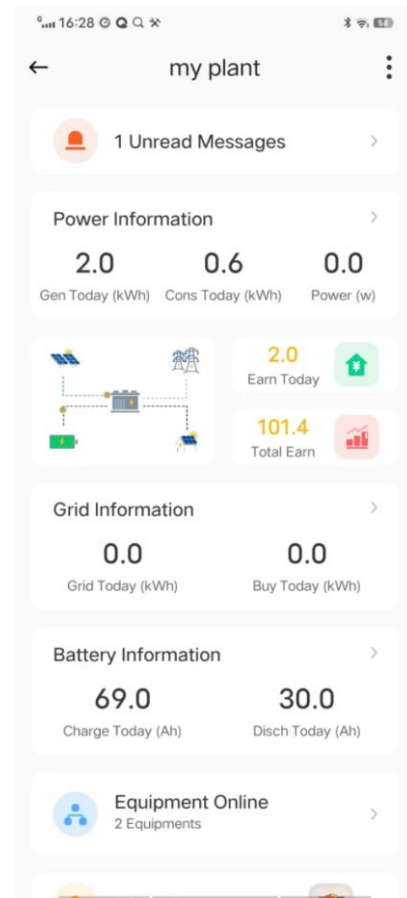 16:28
my plant
1 Unread Messages
Power Information
2.0 0.6 0.0
Gen Today (kWh) Cons Today (kWh) Power (w)
2.0
Earn Today
101.4
Total Earn
Grid Information
0.0 0.0
Grid Today (kWh) Buy Today (kWh)
Battery Information
69.0 30.0
Charge Today (Ah) Disch Today (Ah)
Equipment Online
2 Equipments